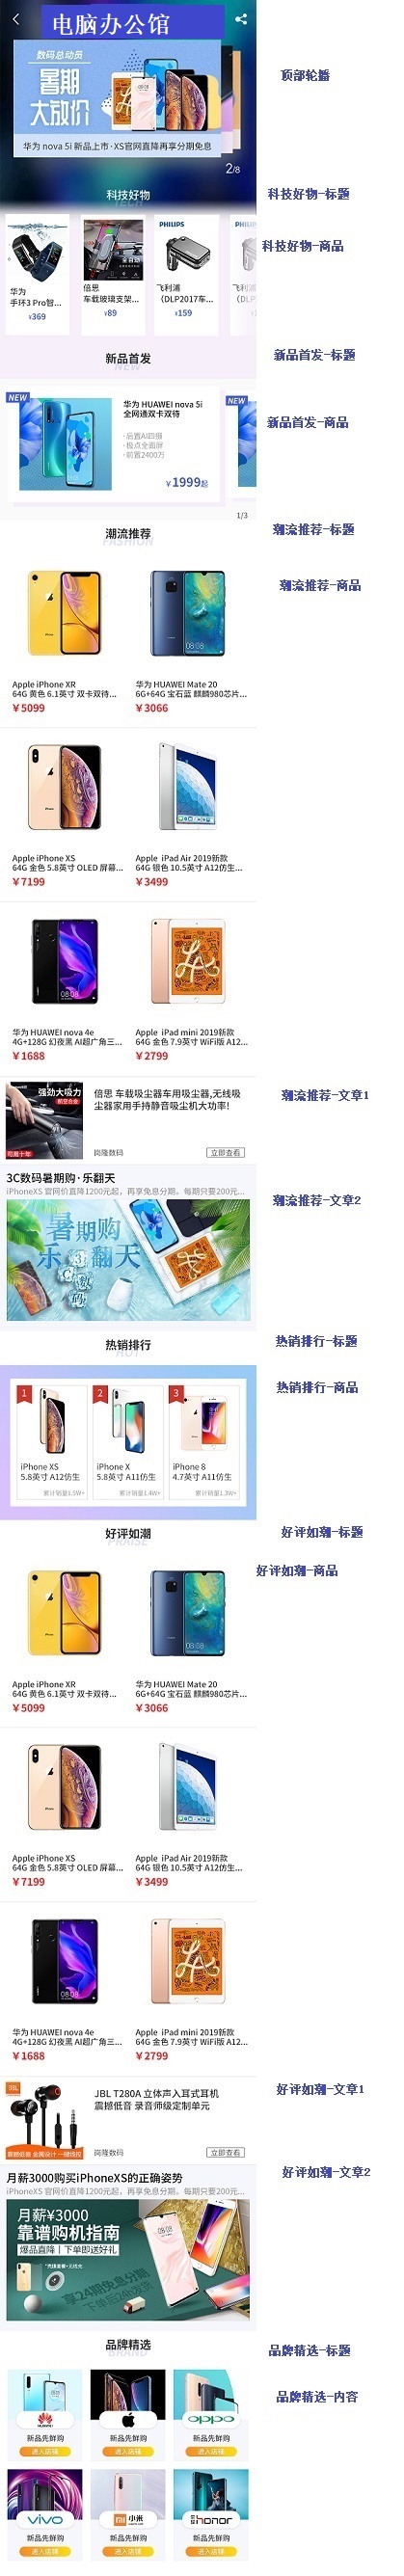 电脑办公馆
数码总动员
暑期
大放价
顶部轮播
华为 nova 5i 新品上市·XS官网直降再享分期免息
2/8
科技好物
TECH
科技好物-标题
科技好物-商品
PHILIPS
华为
手环3 Pro智...
¥369
倍思
车载玻璃支架...
¥89
飞利浦
(DLP2017车...
¥159
飞利
(DLP
新品首发
NEW
新品首发-标题
NEW
华为 HUAWEI nova 5i
全网通双卡双待
·后置AI四摄
·极点全面屏
·前置2400万
¥1999起
NEW
新品首发-商品
1/3
潮流推荐
FASHION
潮流推荐-标题
潮流推荐-商品
Apple iPhone XR
64G 黄色 6.1英寸 双卡双待...
¥5099
华为 HUAWEI Mate 20
6G+64G 宝石蓝 麒麟980芯片...
¥3066
Apple iPhone XS
64G 金色 5.8英寸 OLED 屏幕...
¥7199
Apple iPad Air 2019新款
64G 银色 10.5英寸 A12仿生...
¥3499
华为 HUAWEI nova 4e
4G+128G 幻夜黑 AI超广角三...
¥1688
Apple iPad mini 2019新款
64G 金色 7.9英寸 WiFi版 A12...
¥2799
强劲大吸力
航空铝合金
可用十年
倍思 车载吸尘器车用吸尘器,无线吸
尘器家用手持静音吸尘机大功率!
岗隆数码
立即查看
潮流推荐-文章1
3C数码暑期购·乐翻天
iPhoneXS 官网价直降1200元起，再享免息分期。每期只要200元...
潮流推荐-文章2
暑期购
乐翻天
3C数码
热销排行
HOT
热销排行-标题
热销排行-商品
1
iPhone XS
5.8英寸 A12仿生
累计销量1.5W+
2
iPhone X
5.8英寸 A11仿生
累计销量1.4W+
3
iPhone 8
4.7英寸 A11仿生
累计销量1.3W+
好评如潮
PRAISE
好评如潮-标题
好评如潮-商品
Apple iPhone XR
64G 黄色 6.1英寸 双卡双待...
¥5099
华为 HUAWEI Mate 20
6G+64G 宝石蓝 麒麟980芯片...
¥3066
Apple iPhone XS
64G 金色 5.8英寸 OLED 屏幕...
¥7199
Apple iPad Air 2019新款
64G 银色 10.5英寸 A12仿生...
¥3499
华为 HUAWEI nova 4e
4G+128G 幻夜黑 AI超广角三...
¥1688
Apple iPad mini 2019新款
64G 金色 7.9英寸 WiFi版 A12...
¥2799
JBL
震撼低音 金属设计 一键线控
JBL T280A 立体声入耳式耳机
震撼低音 录音师级定制单元
岗隆数码
立即查看
好评如潮-文章1
月薪3000购买iPhoneXS的正确姿势
iPhoneXS 官网价直降1200元起，再享免息分期。每期只要200元...
好评如潮-文章2
月薪¥3000
靠谱购机指南
爆品直降丨下单即送好礼
享24期免息分期
品牌精选
BRAND
品牌精选-标题
品牌精选-内容
HUAWEI
新品先鲜购
进入店铺
新品先鲜购
进入店铺
oppo
新品先鲜购
进入店铺
vivo
新品先鲜购
进入店铺
小米
新品先鲜购
进入店铺
honor
新品先鲜购
进入店铺